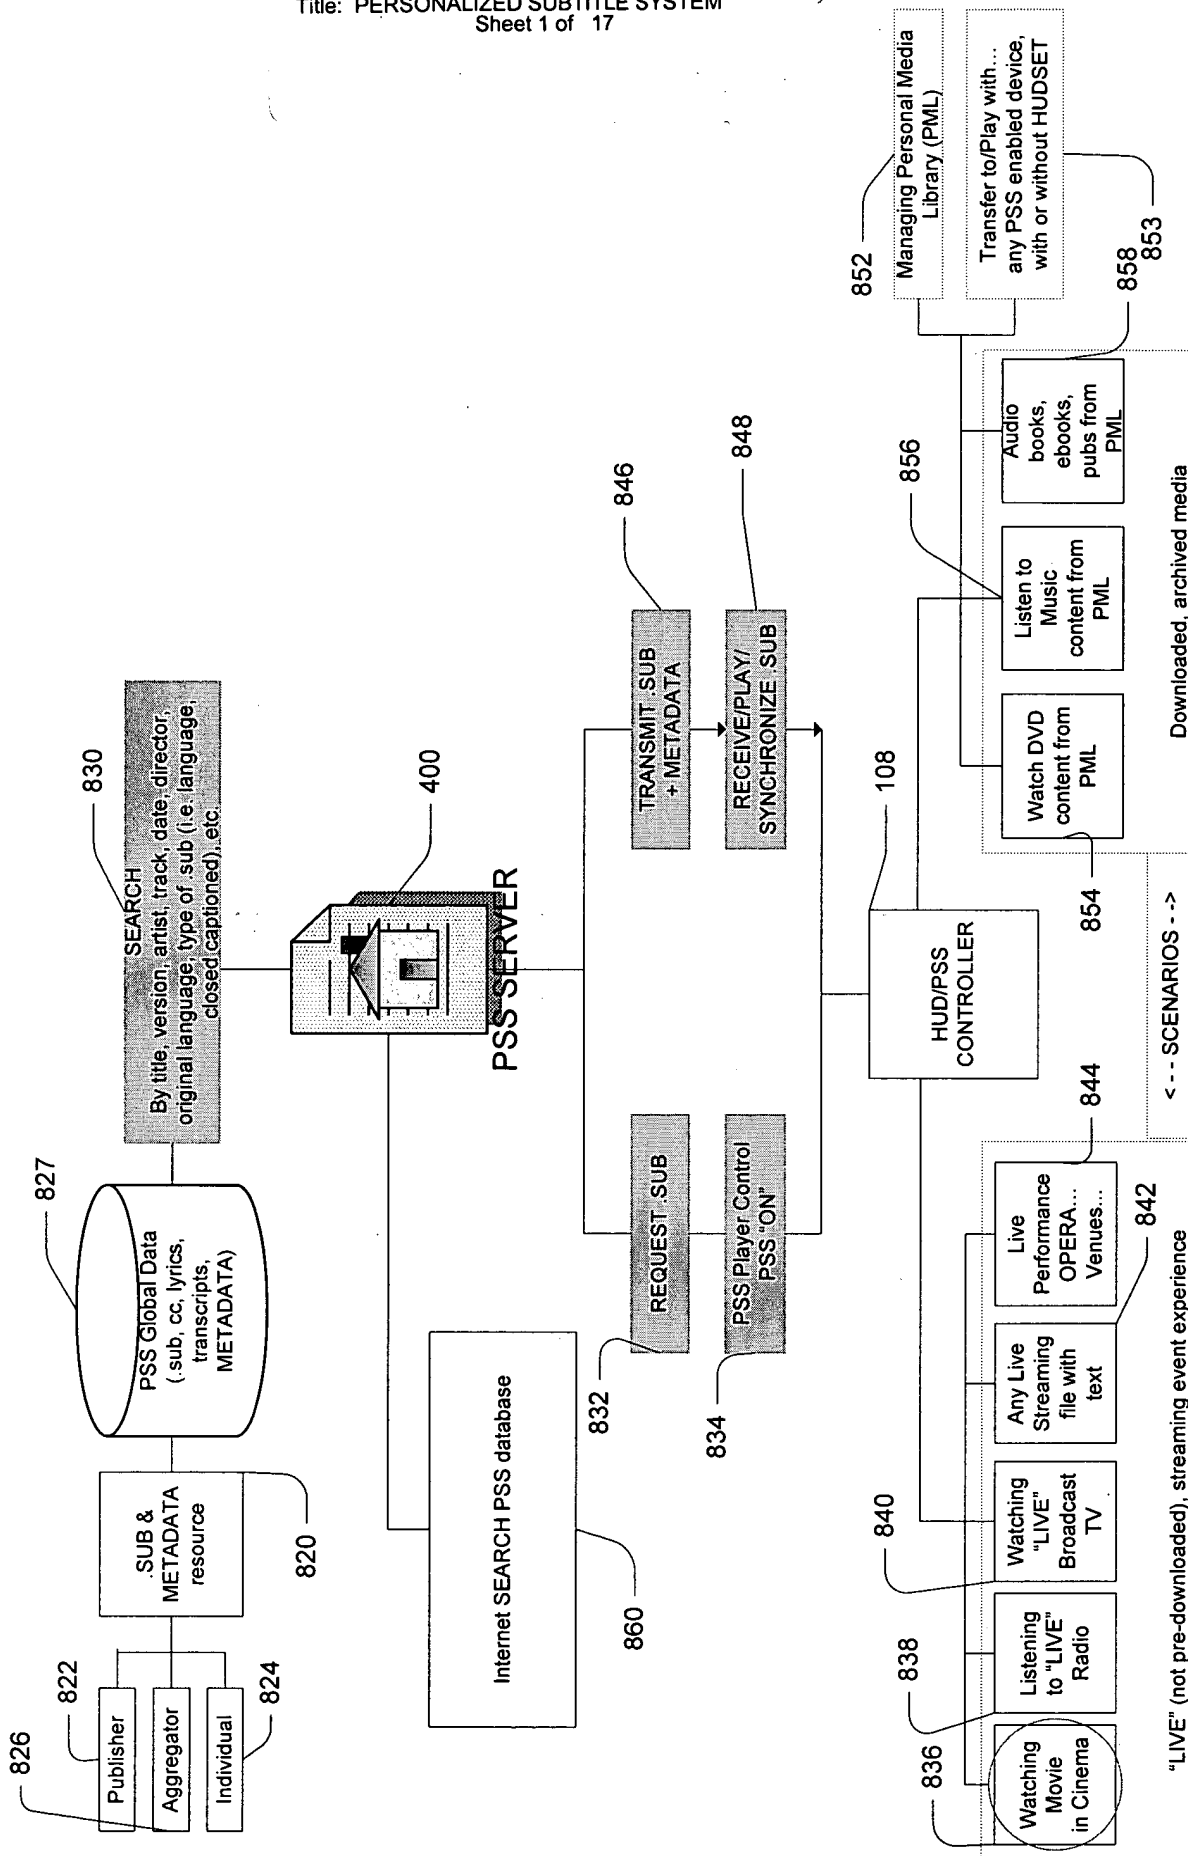 Title: PERSONALIZED SUBTITLE SYSTEM
Sheet 1 of 17
826
822
Publisher
Aggregator
Individual
824
.SUB &
METADATA
resource
820
827
PSS Global Data
(.sub, cc, lyrics,
transcripts,
METADATA)
830
SEARCH
By title, version, artist, track, date, director,
original language, type of .sub (i.e. language,
closed captioned), etc.
400
PSS SERVER
Internet SEARCH PSS database
860
832
REQUEST .SUB
834
PSS Player Control
PSS "ON"
TRANSMIT .SUB
+ METADATA
846
RECEIVE/PLAY/
SYNCHRONIZE .SUB
848
108
HUD/PSS
CONTROLLER
836
Watching
Movie
in Cinema
838
Listening
to "LIVE"
Radio
840
Watching
"LIVE"
Broadcast
TV
Any Live
Streaming
file with
text
842
Live
Performance
OPERA...
Venues...
844
"LIVE" (not pre-downloaded), streaming event experience
<--- SCENARIOS --->
854
Watch DVD
content from
PML
856
Listen to
Music
content from
PML
Audio
books,
ebooks,
pubs from
PML
858
Downloaded, archived media
852
Managing Personal Media
Library (PML)
Transfer to/Play with...
any PSS enabled device,
with or without HUDSET
853